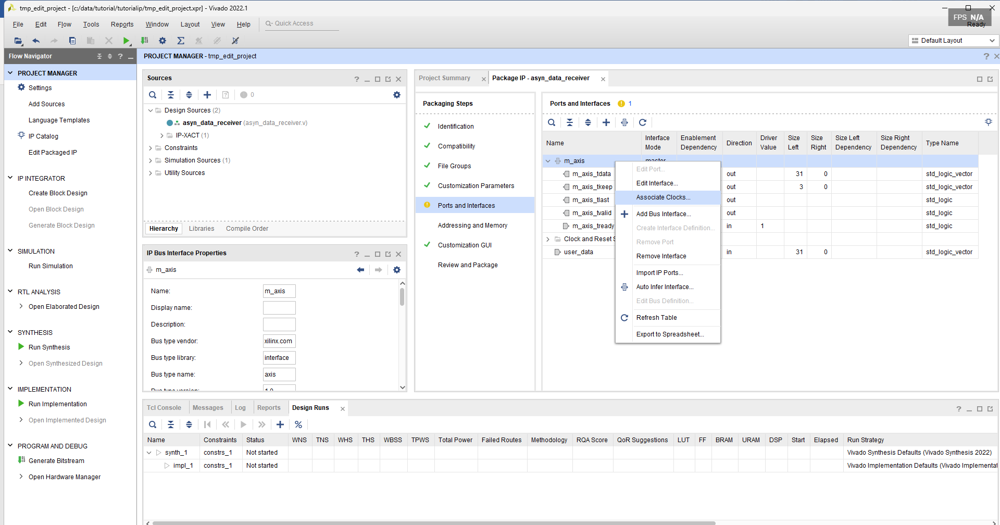 tmp_edit_project - [c:/data/tutorial/tutorialip/tmp_edit_project.xpr] - Vivado 2022.1
FPS N/A
File Edit Flow Tools Reports Window Layout View Help Quick Access
Ready
Default Layout
Flow Navigator
PROJECT MANAGER
Settings
Add Sources
Language Templates
IP Catalog
Edit Packaged IP
IP INTEGRATOR
Create Block Design
Open Block Design
Generate Block Design
SIMULATION
Run Simulation
RTL ANALYSIS
Open Elaborated Design
SYNTHESIS
Run Synthesis
Open Synthesized Design
IMPLEMENTATION
Run Implementation
Open Implemented Design
PROGRAM AND DEBUG
Generate Bitstream
Open Hardware Manager
PROJECT MANAGER - tmp_edit_project
Sources
0
Design Sources (2)
asyn_data_receiver (asyn_data_receiver.v)
IP-XACT (1)
Constraints
Simulation Sources (1)
Utility Sources
Hierarchy Libraries Compile Order
IP Bus Interface Properties
m_axis
Name: m_axis
Display name:
Description:
Bus type vendor: xilinx.com
Bus type library: interface
Bus type name: axis
Bus type version: 1.0
Project Summary Package IP - asyn_data_receiver
Packaging Steps
Identification
Compatibility
File Groups
Customization Parameters
Ports and Interfaces
Addressing and Memory
Customization GUI
Review and Package
Ports and Interfaces 1
Name Interface Mode Enablement Dependency Direction Driver Value Size Left Size Right Size Left Dependency Size Right Dependency Type Name
m_axis master
m_axis_tdata out 31 0 std_logic_vector
m_axis_tkeep out 3 0 std_logic_vector
m_axis_tlast out std_logic
m_axis_tvalid out std_logic
m_axis_tready in 1 std_logic
Clock and Reset S
user_data in 31 0 std_logic_vector
Edit Port...
Edit Interface...
Associate Clocks...
Add Bus Interface...
Create Interface Definition...
Remove Port
Remove Interface
Import IP Ports...
Auto Infer Interface...
Edit Bus Definition...
Refresh Table
Export to Spreadsheet...
Tcl Console Messages Log Reports Design Runs
Name Constraints Status WNS TNS WHS THS WBSS TPWS Total Power Failed Routes Methodology RQA Score QoR Suggestions LUT FF BRAM URAM DSP Start Elapsed Run Strategy
synth_1 constrs_1 Not started Vivado Synthesis Defaults (Vivado Synthesis 2022)
impl_1 constrs_1 Not started Vivado Implementation Defaults (Vivado Implementat